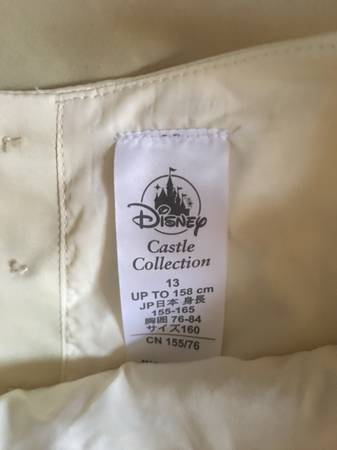 Disney
Castle
Collection
13
UP TO 158 cm
JP日本 身長
155-165
胸囲 76-84
サイズ160
CN 155/76